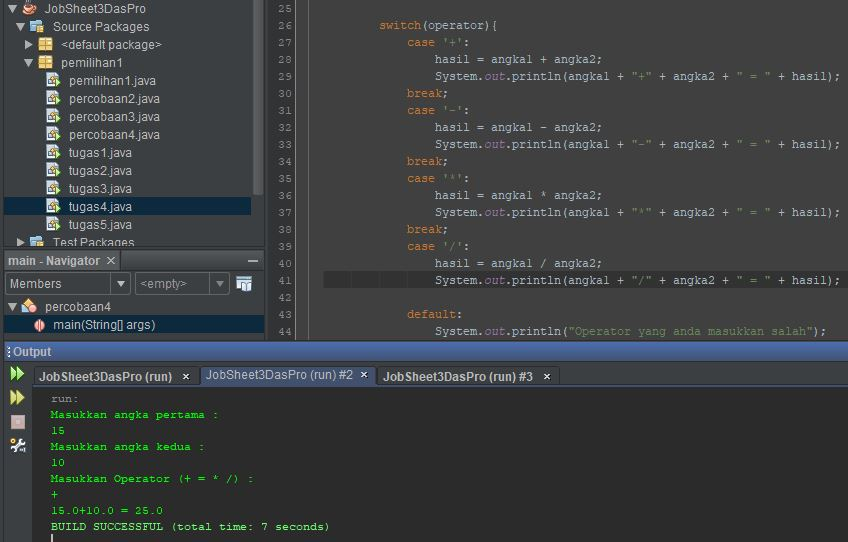 JobSheet3DasPro
Source Packages
<default package>
pemilihan1
pemilihan1.java
percobaan2.java
percobaan3.java
percobaan4.java
tugas1.java
tugas2.java
tugas3.java
tugas4.java
tugas5.java
Test Packages
main - Navigator
Members
<empty>
percobaan4
main(String[] args)
25
26 switch(operator){
27 case '+':
28 hasil = angka1 + angka2;
29 System.out.println(angka1 + "+" + angka2 + " = " + hasil);
30 break;
31 case '-':
32 hasil = angka1 - angka2;
33 System.out.println(angka1 + "-" + angka2 + " = " + hasil);
34 break;
35 case '*':
36 hasil = angka1 * angka2;
37 System.out.println(angka1 + "*" + angka2 + " = " + hasil);
38 break;
39 case '/':
40 hasil = angka1 / angka2;
41 System.out.println(angka1 + "/" + angka2 + " = " + hasil);
42
43 default:
44 System.out.println("Operator yang anda masukkan salah");
Output
JobSheet3DasPro (run) × JobSheet3DasPro (run) #2 × JobSheet3DasPro (run) #3 ×
run:
Masukkan angka pertama :
15
Masukkan angka kedua :
10
Masukkan Operator (+ = * /) :
+
15.0+10.0 = 25.0
BUILD SUCCESSFUL (total time: 7 seconds)